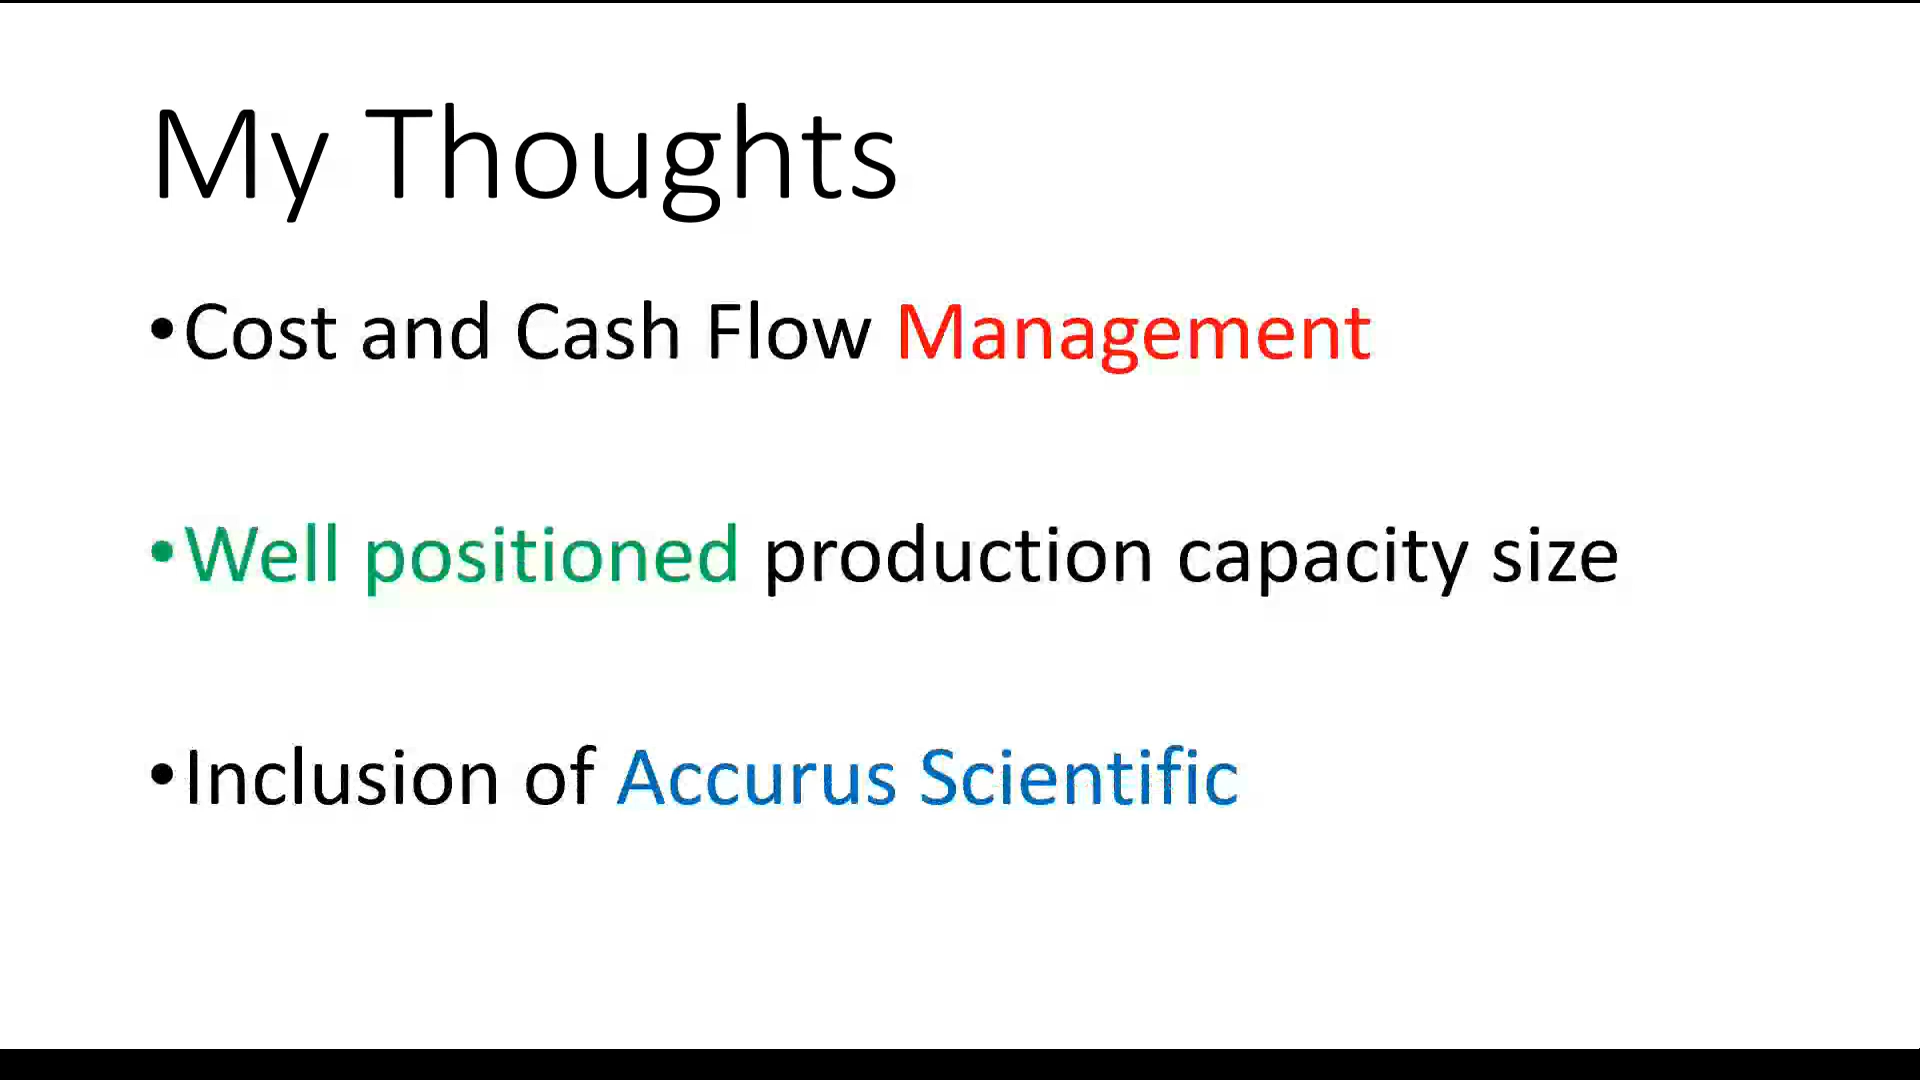 My Thoughts
•Cost and Cash Flow Management
•Well positioned production capacity size
•Inclusion of Accurus Scientific